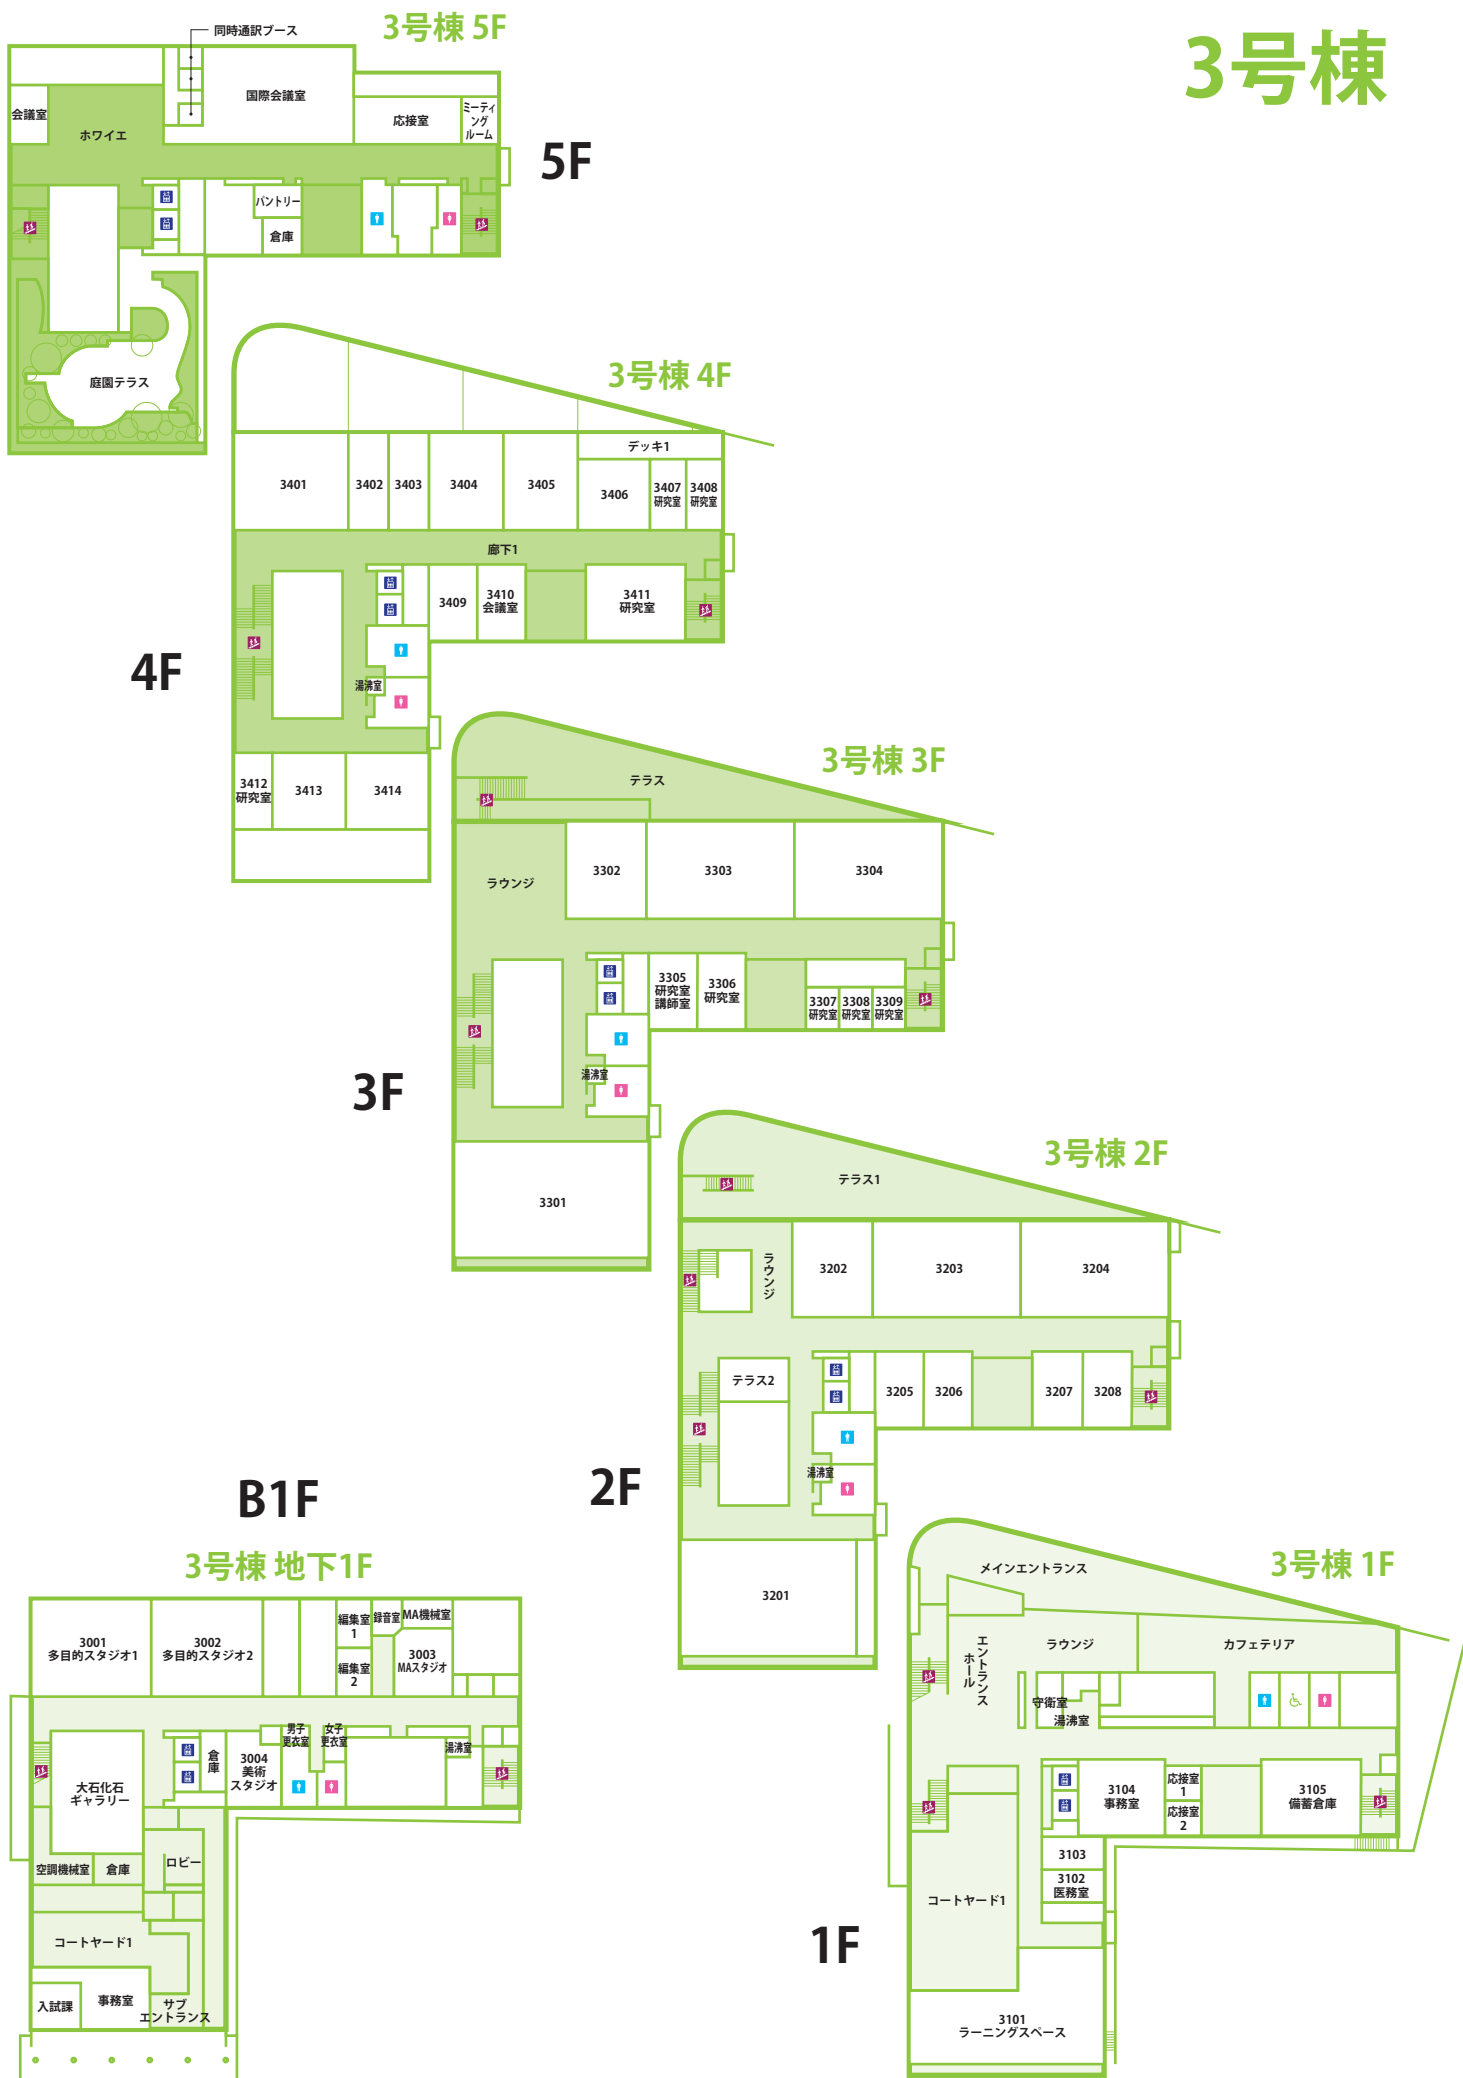 3号棟
3号棟 5F
5F
同時通訳ブース
国際会議室
会議室
ホワイエ
応接室
ミーティ
ング
ルーム
パントリー
倉庫
庭園テラス
3号棟 4F
4F
デッキ1
3401
3402
3403
3404
3405
3406
3407
研究室
3408
研究室
廊下1
3409
3410
会議室
3411
研究室
湯沸室
3412
研究室
3413
3414
3号棟 3F
3F
テラス
ラウンジ
3302
3303
3304
3305
研究室
講師室
3306
研究室
3307
研究室
3308
研究室
3309
研究室
湯沸室
3301
3号棟 2F
2F
テラス1
ラウンジ
3202
3203
3204
テラス2
3205
3206
3207
3208
湯沸室
3201
B1F
3号棟 地下1F
3001
多目的スタジオ1
3002
多目的スタジオ2
編集室
1
録音室
MA機械室
編集室
2
3003
MAスタジオ
大石化石
ギャラリー
倉庫
3004
美術
スタジオ
男子
更衣室
女子
更衣室
湯沸室
空調機械室
倉庫
ロビー
コートヤード1
入試課
事務室
サブ
エントランス
3号棟 1F
1F
メインエントランス
エントランス
ホール
ラウンジ
カフェテリア
守衛室
湯沸室
3104
事務室
応接室
1
応接室
2
3105
備蓄倉庫
3103
3102
医務室
コートヤード1
3101
ラーニングスペース